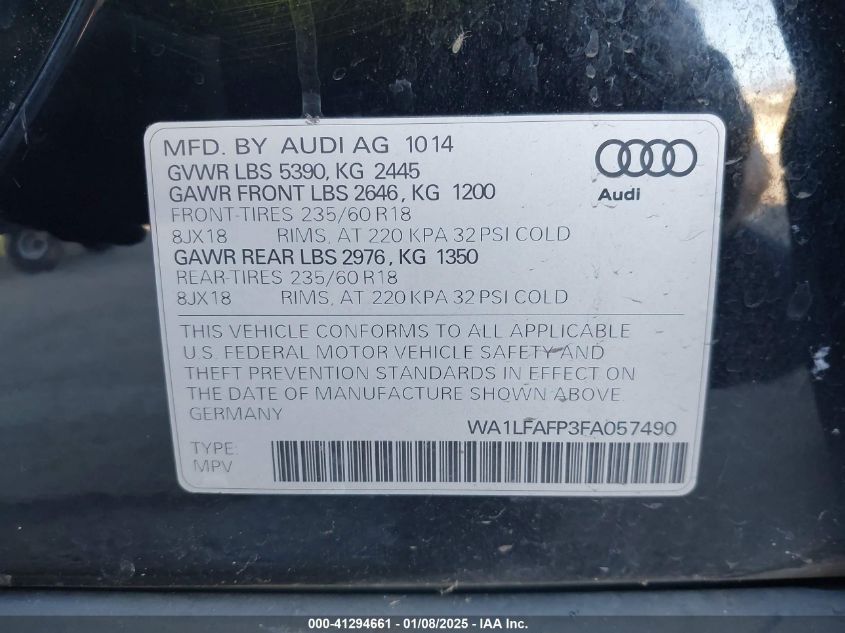 MFD. BY AUDI AG 1014
GVWR LBS 5390, KG 2445
GAWR FRONT LBS 2646, KG 1200
FRONT-TIRES 235/60 R18
8JX18 RIMS, AT 220 KPA 32 PSI COLD
GAWR REAR LBS 2976, KG 1350
REAR-TIRES 235/60 R18
8JX18 RIMS, AT 220 KPA 32 PSI COLD
Audi
THIS VEHICLE CONFORMS TO ALL APPLICABLE
U.S. FEDERAL MOTOR VEHICLE SAFETY AND
THEFT PREVENTION STANDARDS IN EFFECT ON
THE DATE OF MANUFACTURE SHOWN ABOVE
GERMANY
WA1LFAFP3FA057490
TYPE:
MPV
000-41294661 - 01/08/2025 - IAA Inc.